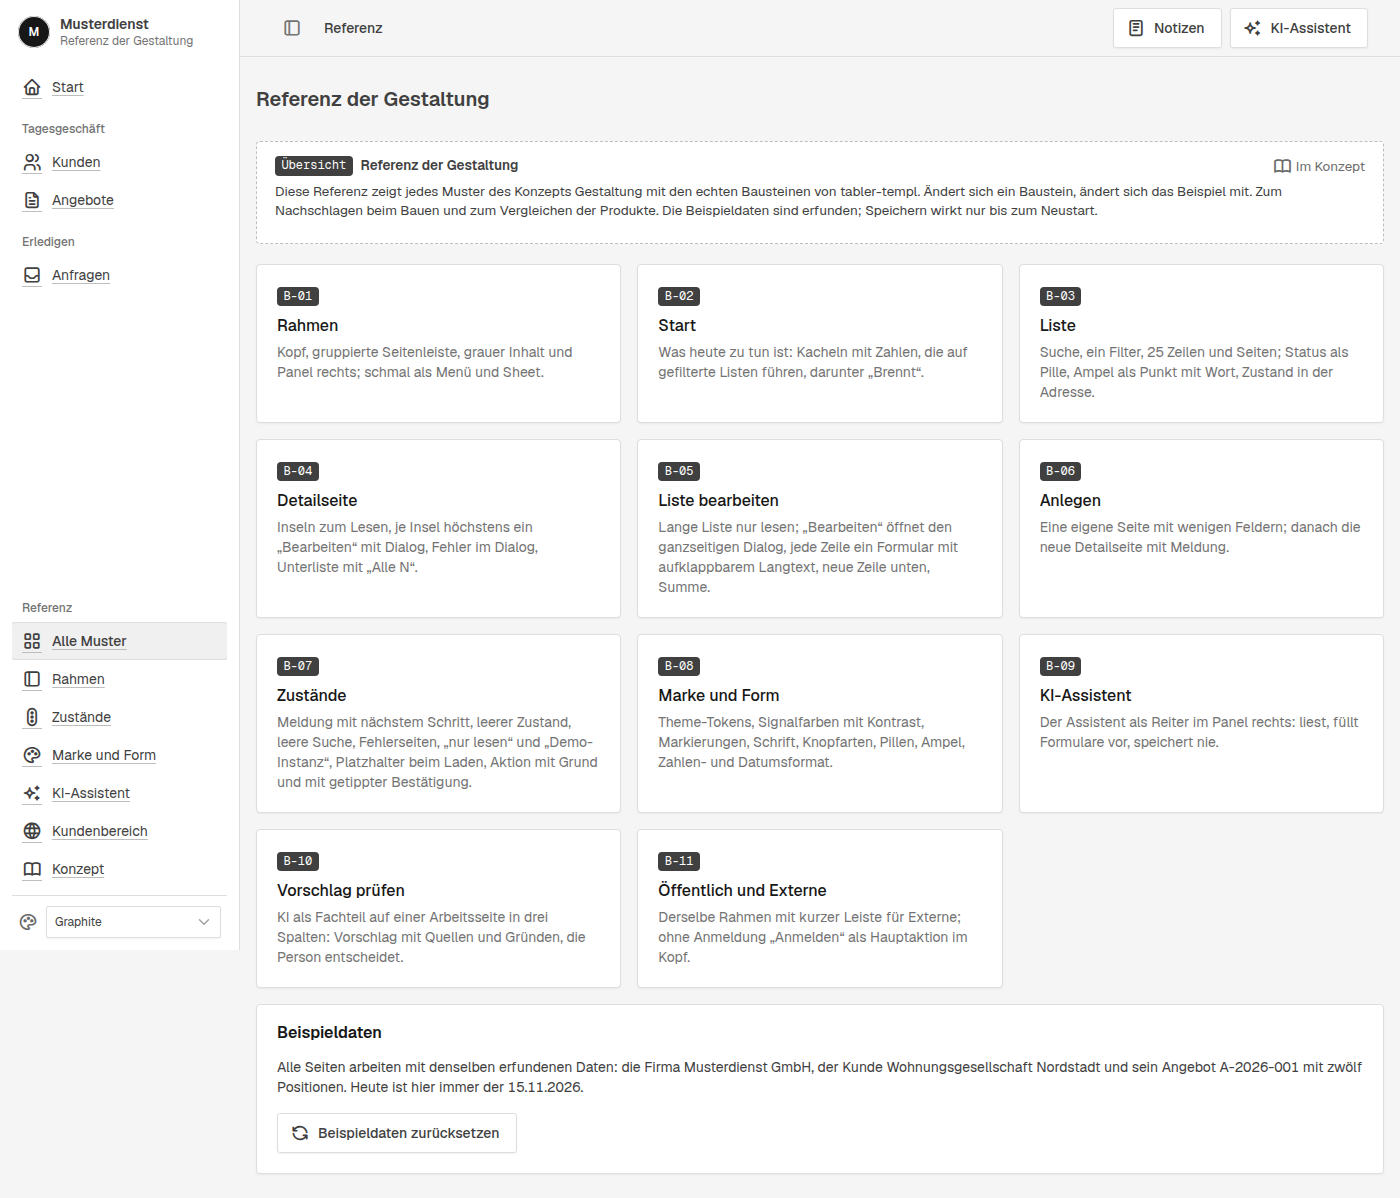 M
Musterdienst
Referenz der Gestaltung
Start
Tagesgeschäft
Kunden
Angebote
Erledigen
Anfragen
Referenz
Alle Muster
Rahmen
Zustände
Marke und Form
KI-Assistent
Kundenbereich
Konzept
Graphite
Referenz
Notizen
KI-Assistent
Referenz der Gestaltung
Übersicht Referenz der Gestaltung
Im Konzept
Diese Referenz zeigt jedes Muster des Konzepts Gestaltung mit den echten Bausteinen von tabler-templ. Ändert sich ein Baustein, ändert sich das Beispiel mit. Zum
Nachschlagen beim Bauen und zum Vergleichen der Produkte. Die Beispieldaten sind erfunden; Speichern wirkt nur bis zum Neustart.
B-01
Rahmen
Kopf, gruppierte Seitenleiste, grauer Inhalt und
Panel rechts; schmal als Menü und Sheet.
B-02
Start
Was heute zu tun ist: Kacheln mit Zahlen, die auf
gefilterte Listen führen, darunter „Brennt“.
B-03
Liste
Suche, ein Filter, 25 Zeilen und Seiten; Status als
Pille, Ampel als Punkt mit Wort, Zustand in der
Adresse.
B-04
Detailseite
Inseln zum Lesen, je Insel höchstens ein
„Bearbeiten“ mit Dialog, Fehler im Dialog,
Unterliste mit „Alle N“.
B-05
Liste bearbeiten
Lange Liste nur lesen; „Bearbeiten“ öffnet den
ganzseitigen Dialog, jede Zeile ein Formular mit
aufklappbarem Langtext, neue Zeile unten,
Summe.
B-06
Anlegen
Eine eigene Seite mit wenigen Feldern; danach die
neue Detailseite mit Meldung.
B-07
Zustände
Meldung mit nächstem Schritt, leerer Zustand,
leere Suche, Fehlerseiten, „nur lesen“ und „Demo-
Instanz“, Platzhalter beim Laden, Aktion mit Grund
und mit getippter Bestätigung.
B-08
Marke und Form
Theme-Tokens, Signalfarben mit Kontrast,
Markierungen, Schrift, Knopfarten, Pillen, Ampel,
Zahlen- und Datumsformat.
B-09
KI-Assistent
Der Assistent als Reiter im Panel rechts: liest, füllt
Formulare vor, speichert nie.
B-10
Vorschlag prüfen
KI als Fachteil auf einer Arbeitsseite in drei
Spalten: Vorschlag mit Quellen und Gründen, die
Person entscheidet.
B-11
Öffentlich und Externe
Derselbe Rahmen mit kurzer Leiste für Externe;
ohne Anmeldung „Anmelden“ als Hauptaktion im
Kopf.
Beispieldaten
Alle Seiten arbeiten mit denselben erfundenen Daten: die Firma Musterdienst GmbH, der Kunde Wohnungsgesellschaft Nordstadt und sein Angebot A-2026-001 mit zwölf
Positionen. Heute ist hier immer der 15.11.2026.
Beispieldaten zurücksetzen